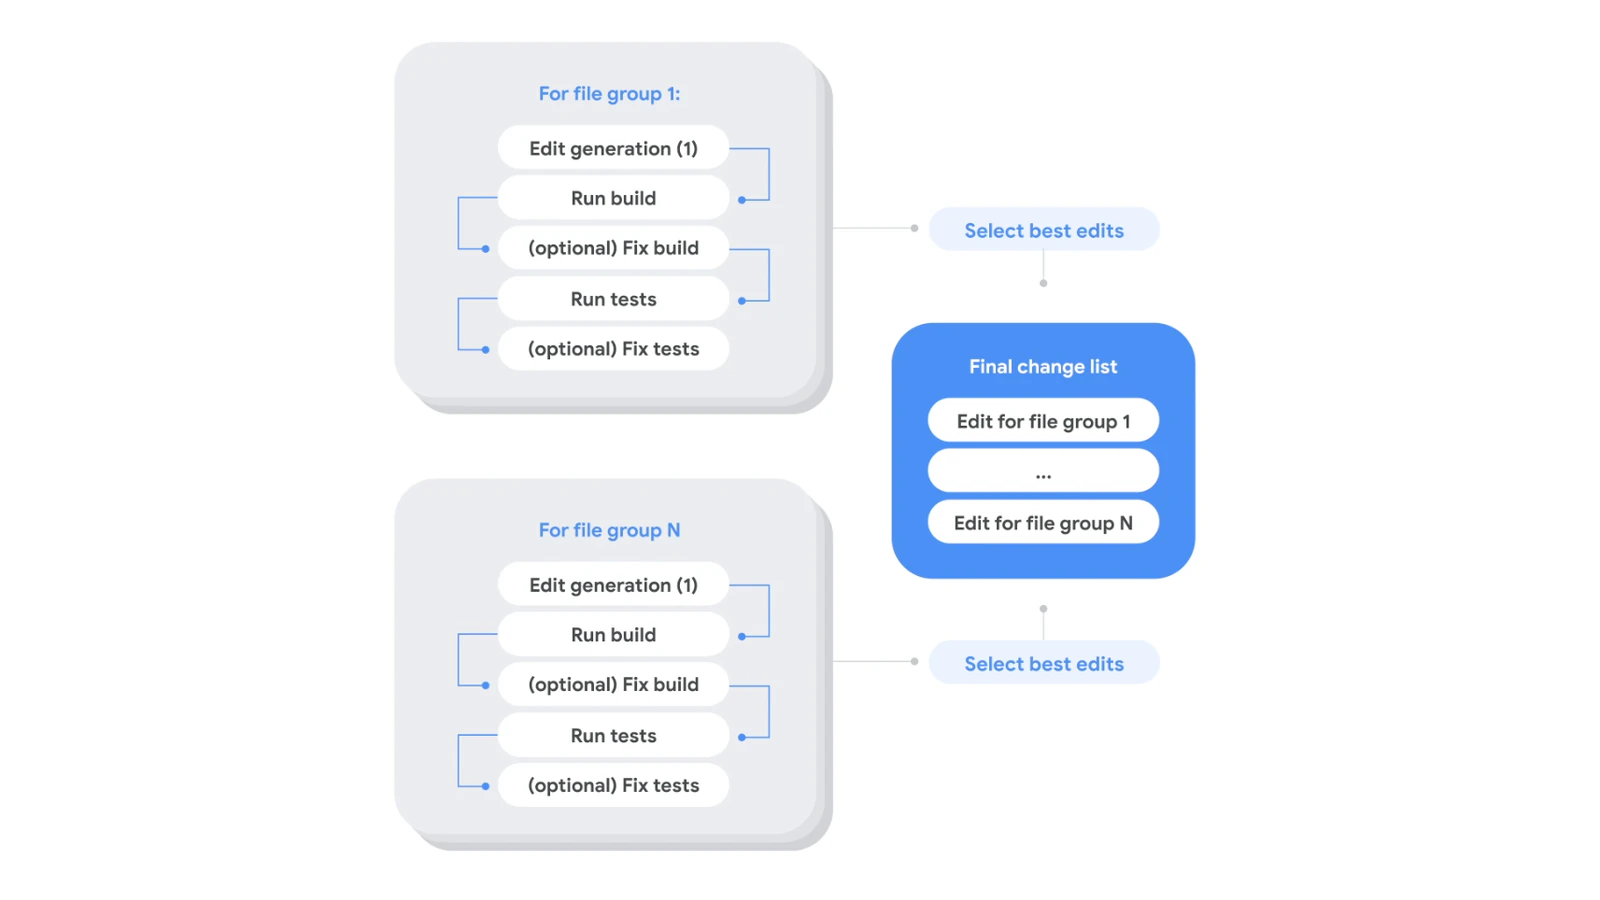 For file group 1:
Edit generation (1)
Run build
(optional) Fix build
Run tests
(optional) Fix tests
Select best edits
Final change list
Edit for file group 1
...
Edit for file group N
For file group N
Edit generation (1)
Run build
(optional) Fix build
Run tests
(optional) Fix tests
Select best edits